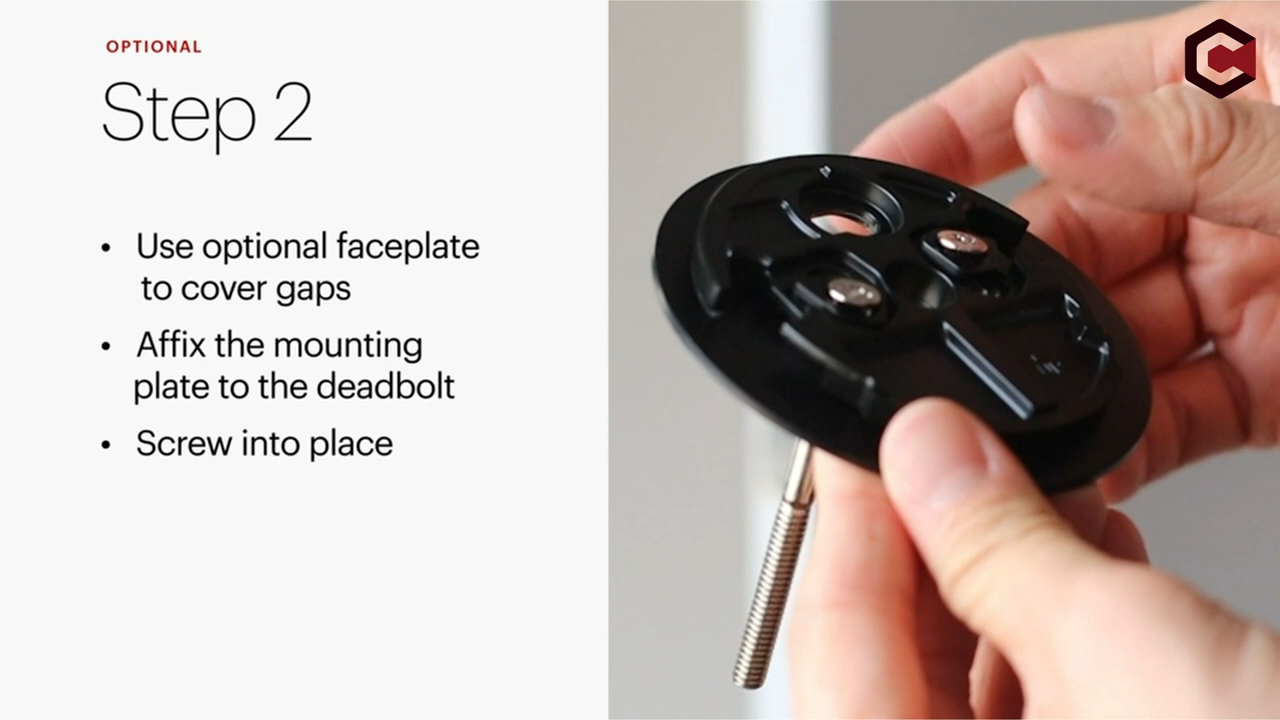 OPTIONAL
Step 2
• Use optional faceplate
to cover gaps
• Affix the mounting
plate to the deadbolt
• Screw into place